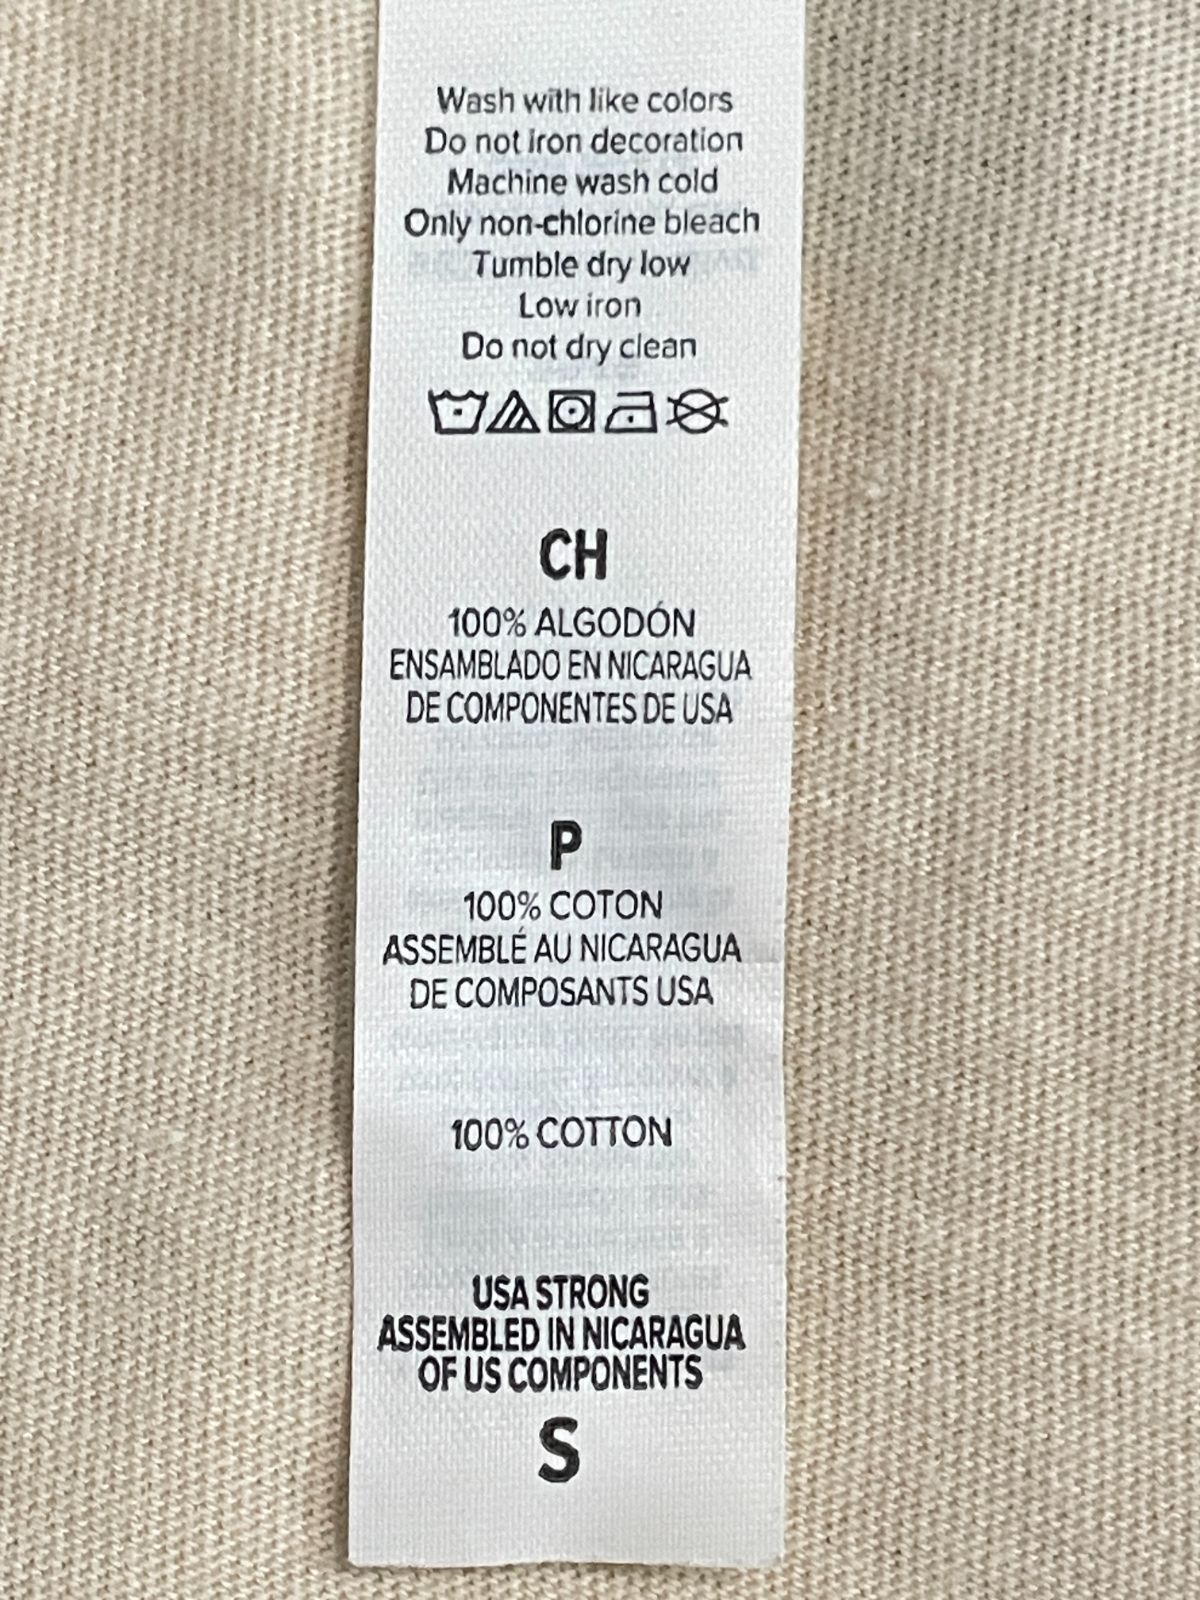 Wash with like colors
Do not iron decoration
Machine wash cold
Only non-chlorine bleach
Tumble dry low
Low iron
Do not dry clean
CH
100% ALGODÓN
ENSAMBLADO EN NICARAGUA
DE COMPONENTES DE USA
P
100% COTON
ASSEMBLÉ AU NICARAGUA
DE COMPOSANTS USA
100% COTTON
USA STRONG
ASSEMBLED IN NICARAGUA
OF US COMPONENTS
S